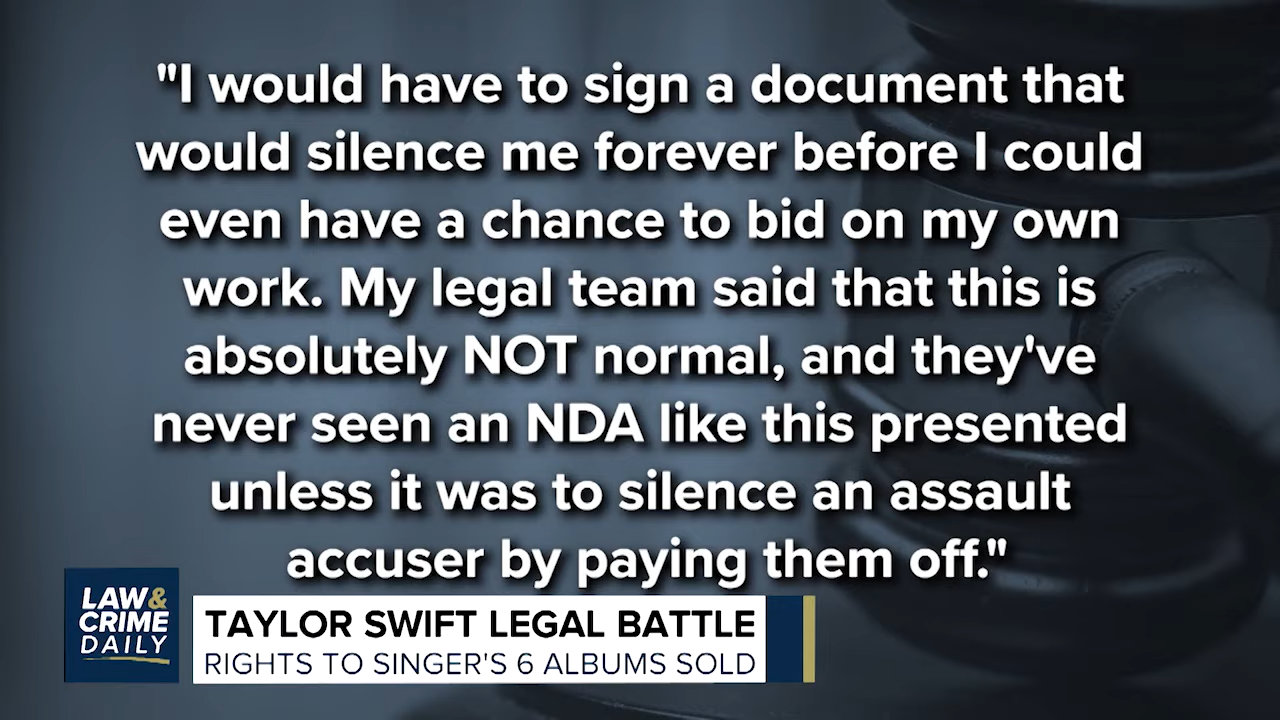 "I would have to sign a document that
would silence me forever before I could
even have a chance to bid on my own
work. My legal team said that this is
absolutely NOT normal, and they've
never seen an NDA like this presented
unless it was to silence an assault
accuser by paying them off."
LAW&
CRIME
DAILY
TAYLOR SWIFT LEGAL BATTLE
RIGHTS TO SINGER'S 6 ALBUMS SOLD